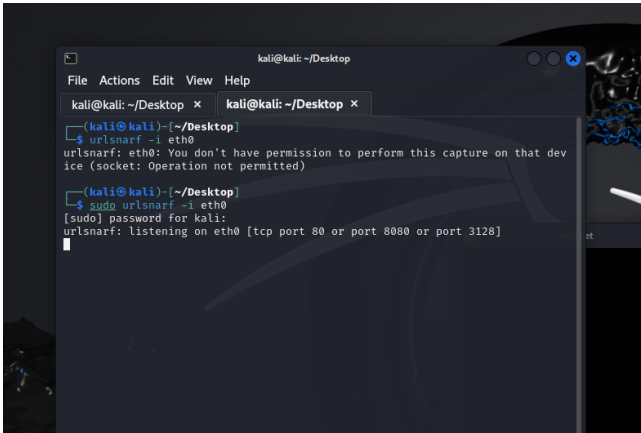 kali@kali: ~/Desktop
File Actions Edit View Help
kali@kali: ~/Desktop × kali@kali: ~/Desktop ×
┌──(kali㉿kali)-[~/Desktop]
└─$ urlsnarf -i eth0
urlsnarf: eth0: You don't have permission to perform this capture on that dev
ice (socket: Operation not permitted)
┌──(kali㉿kali)-[~/Desktop]
└─$ sudo urlsnarf -i eth0
[sudo] password for kali:
urlsnarf: listening on eth0 [tcp port 80 or port 8080 or port 3128]